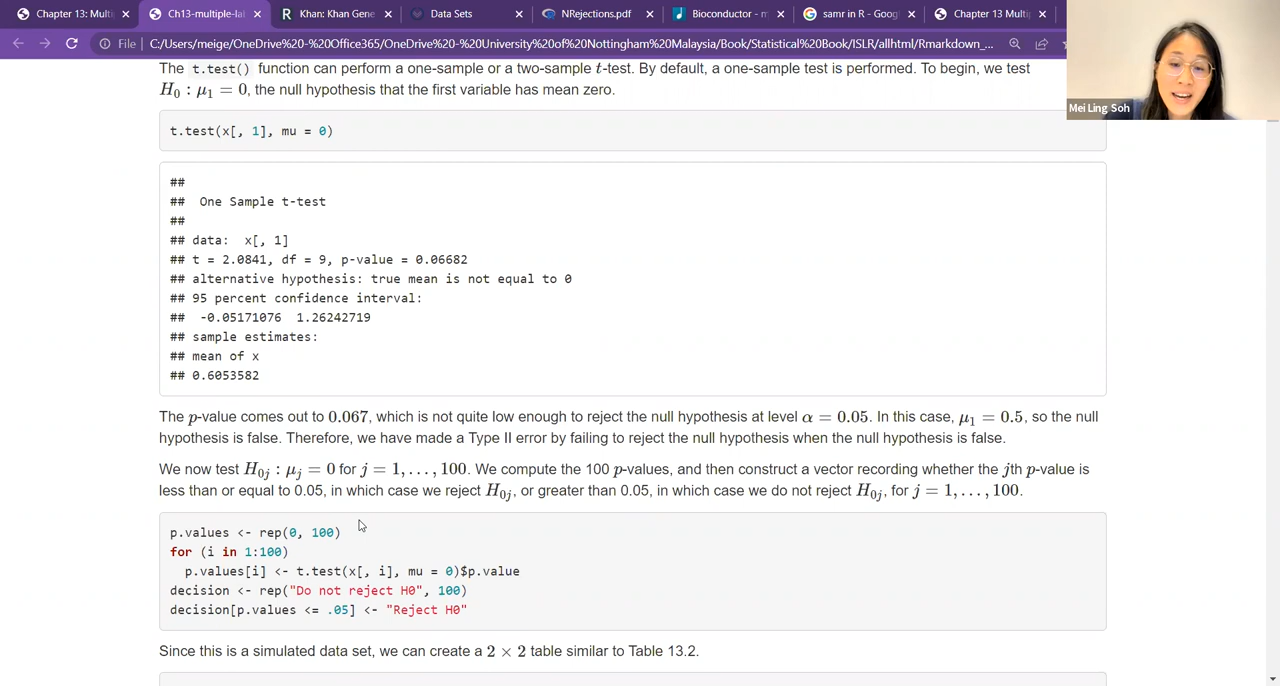 Chapter 13: Multip
Ch13-multiple-lal
Khan: Khan Gene
Data Sets
NRejections.pdf
Bioconductor - m
samr in R - Goog
Chapter 13 Multi
File
C:/Users/meige/OneDrive%20-%20Office365/OneDrive%20-%20University%20of%20Nottingham%20Malaysia/Book/Statistical%20Book/ISLR/allhtml/Rmarkdown_...
Mei Ling Soh
The t.test() function can perform a one-sample or a two-sample t-test. By default, a one-sample test is performed. To begin, we test
H₀ : μ₁ = 0, the null hypothesis that the first variable has mean zero.
t.test(x[, 1], mu = 0)
##
## One Sample t-test
##
## data: x[, 1]
## t = 2.0841, df = 9, p-value = 0.06682
## alternative hypothesis: true mean is not equal to 0
## 95 percent confidence interval:
## -0.05171076 1.26242719
## sample estimates:
## mean of x
## 0.6053582
The p-value comes out to 0.067, which is not quite low enough to reject the null hypothesis at level α = 0.05. In this case, μ₁ = 0.5, so the null
hypothesis is false. Therefore, we have made a Type II error by failing to reject the null hypothesis when the null hypothesis is false.
We now test H₀ⱼ : μⱼ = 0 for j = 1, . . . , 100. We compute the 100 p-values, and then construct a vector recording whether the jth p-value is
less than or equal to 0.05, in which case we reject H₀ⱼ, or greater than 0.05, in which case we do not reject H₀ⱼ, for j = 1, . . . , 100.
p.values <- rep(0, 100)
for (i in 1:100)
p.values[i] <- t.test(x[, i], mu = 0)$p.value
decision <- rep("Do not reject H0", 100)
decision[p.values <= .05] <- "Reject H0"
Since this is a simulated data set, we can create a 2 × 2 table similar to Table 13.2.